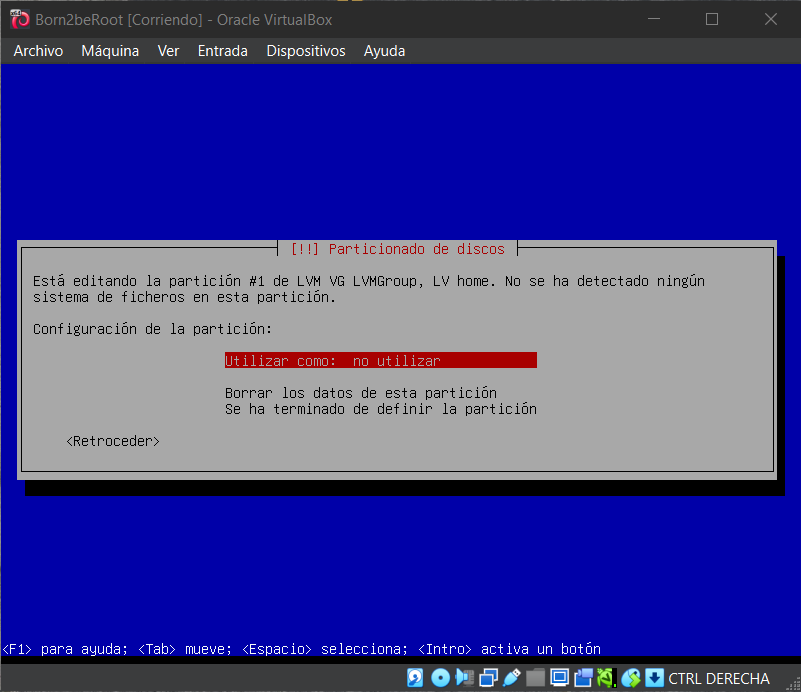 Born2beRoot [Corriendo] - Oracle VirtualBox
Archivo Máquina Ver Entrada Dispositivos Ayuda
[!!] Particionado de discos
Está editando la partición #1 de LVM VG LVMGroup, LV home. No se ha detectado ningún
sistema de ficheros en esta partición.
Configuración de la partición:
Utilizar como: no utilizar
Borrar los datos de esta partición
Se ha terminado de definir la partición
<Retroceder>
<F1> para ayuda; <Tab> mueve; <Espacio> selecciona; <Intro> activa un botón
CTRL DERECHA